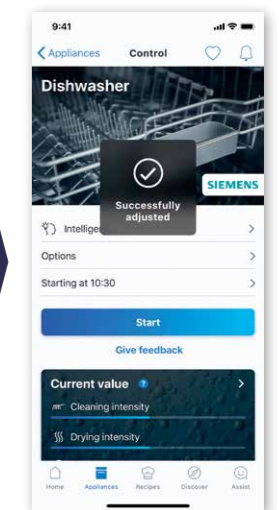 9:41
Appliances
Control
Dishwasher
Successfully
adjusted
SIEMENS
Options
Starting at 10:30
Start
Give feedback
Current value
Cleaning intensity
Drying intensity
Home
Appliances
Recipes
Discover
Assist